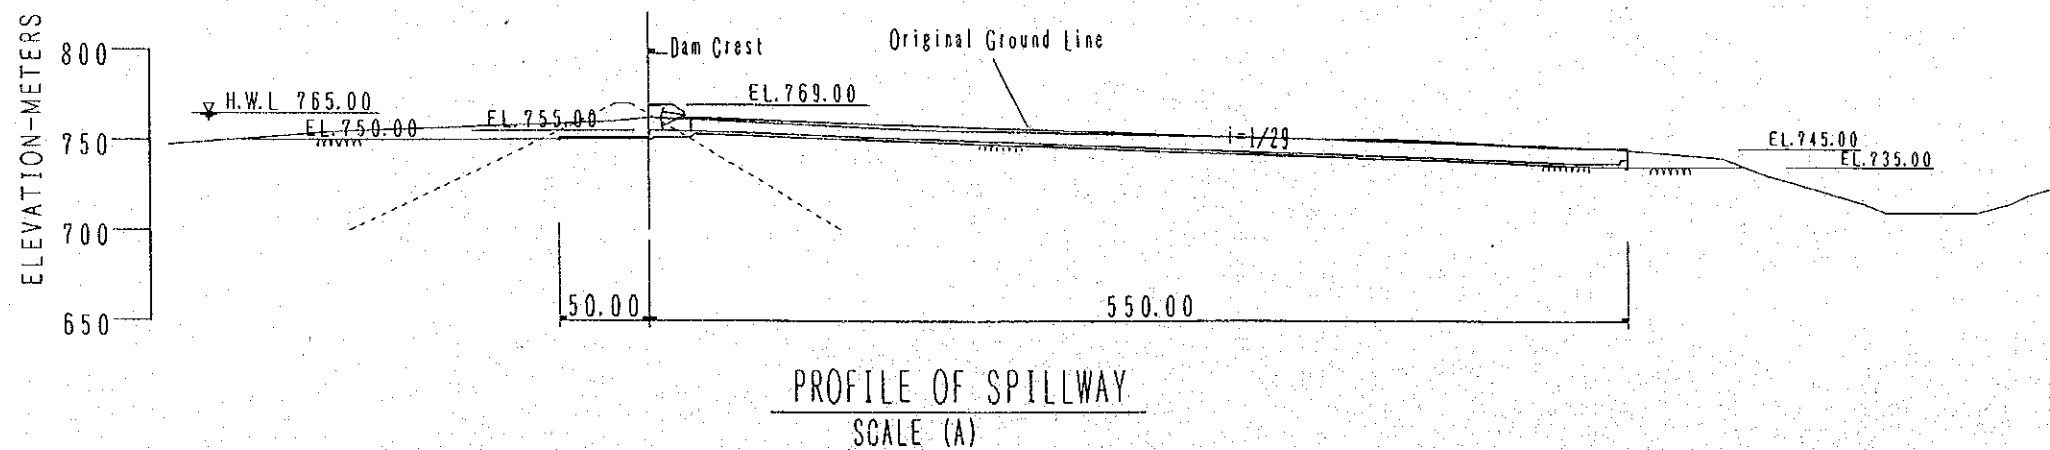 ELEVATION-METERS
800
750
700
650
Dam Crest
Original Ground Line
H.W.L 765.00
EL.750.00
EL.755.00
EL.769.00
i=1/29
EL.745.00
EL.735.00
50.00
550.00
PROFILE OF SPILLWAY
SCALE (A)